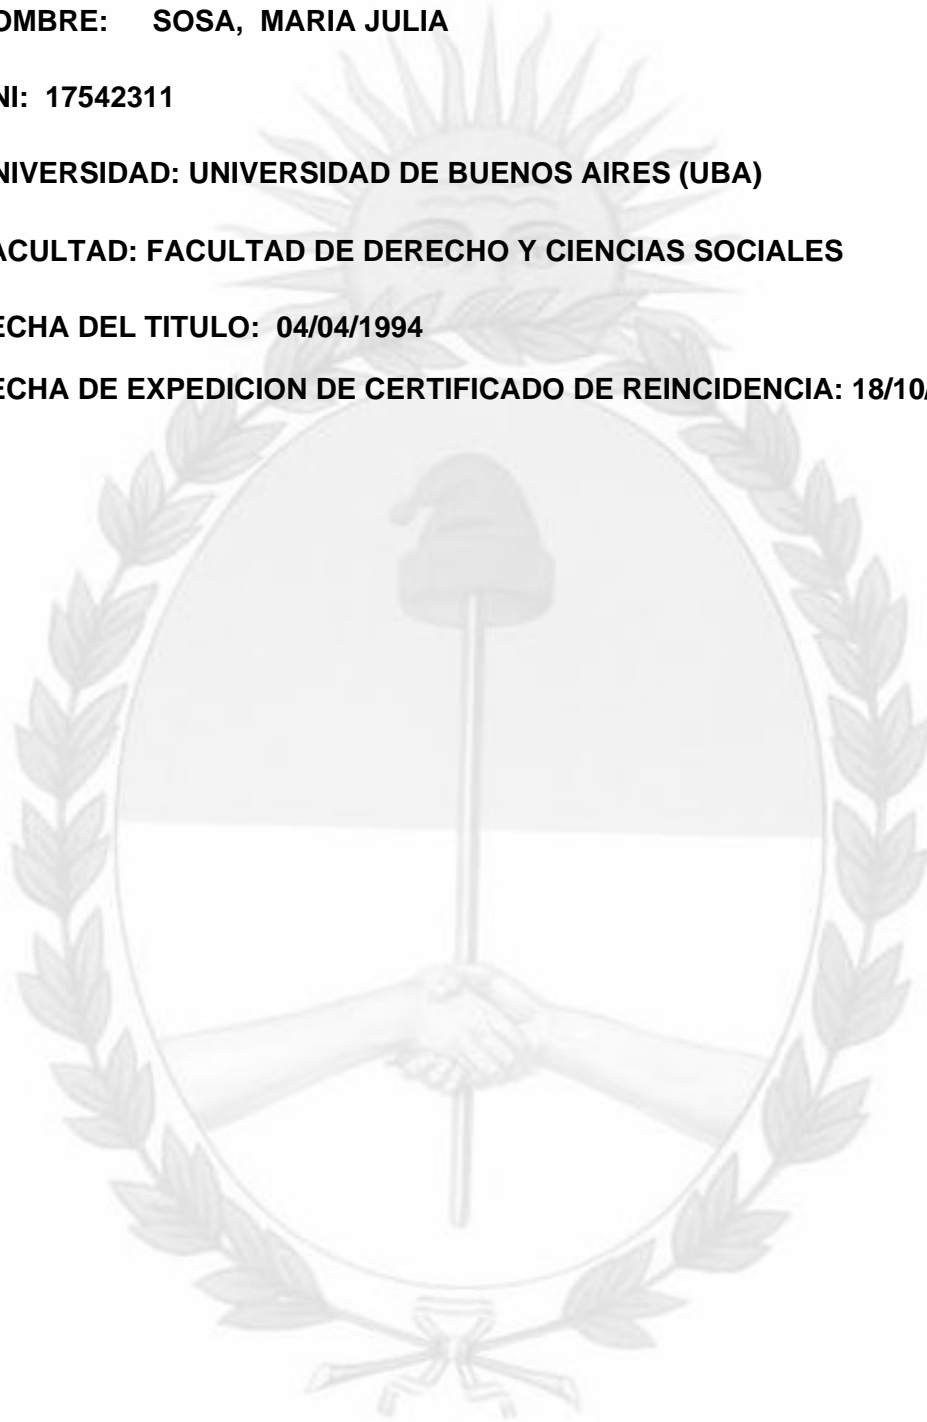 OMBRE: SOSA, MARIA JULIA
NI: 17542311
NIVERSIDAD: UNIVERSIDAD DE BUENOS AIRES (UBA)
ACULTAD: FACULTAD DE DERECHO Y CIENCIAS SOCIALES
ECHA DEL TITULO: 04/04/1994
ECHA DE EXPEDICION DE CERTIFICADO DE REINCIDENCIA: 18/10/